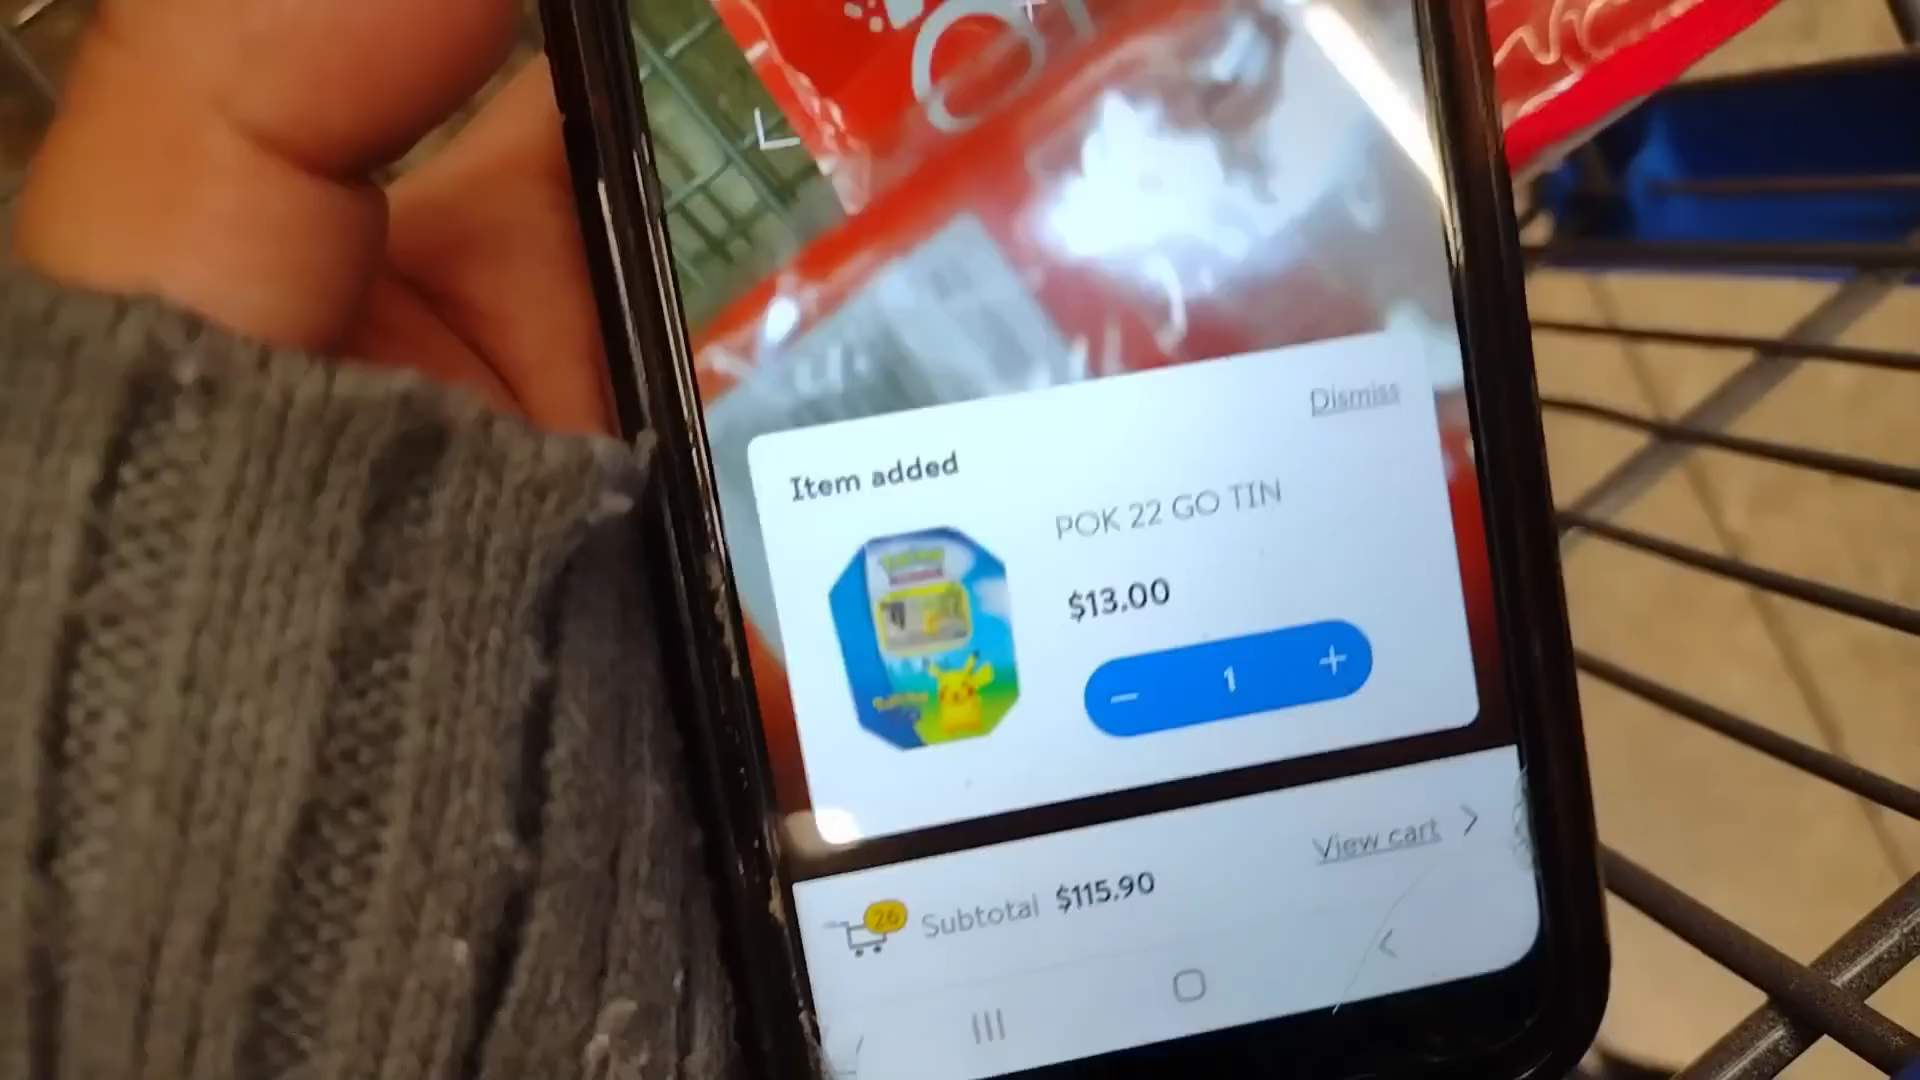 Dismiss
Item added
POK 22 GO TIN
$13.00
1
View cart
26
Subtotal $115.90